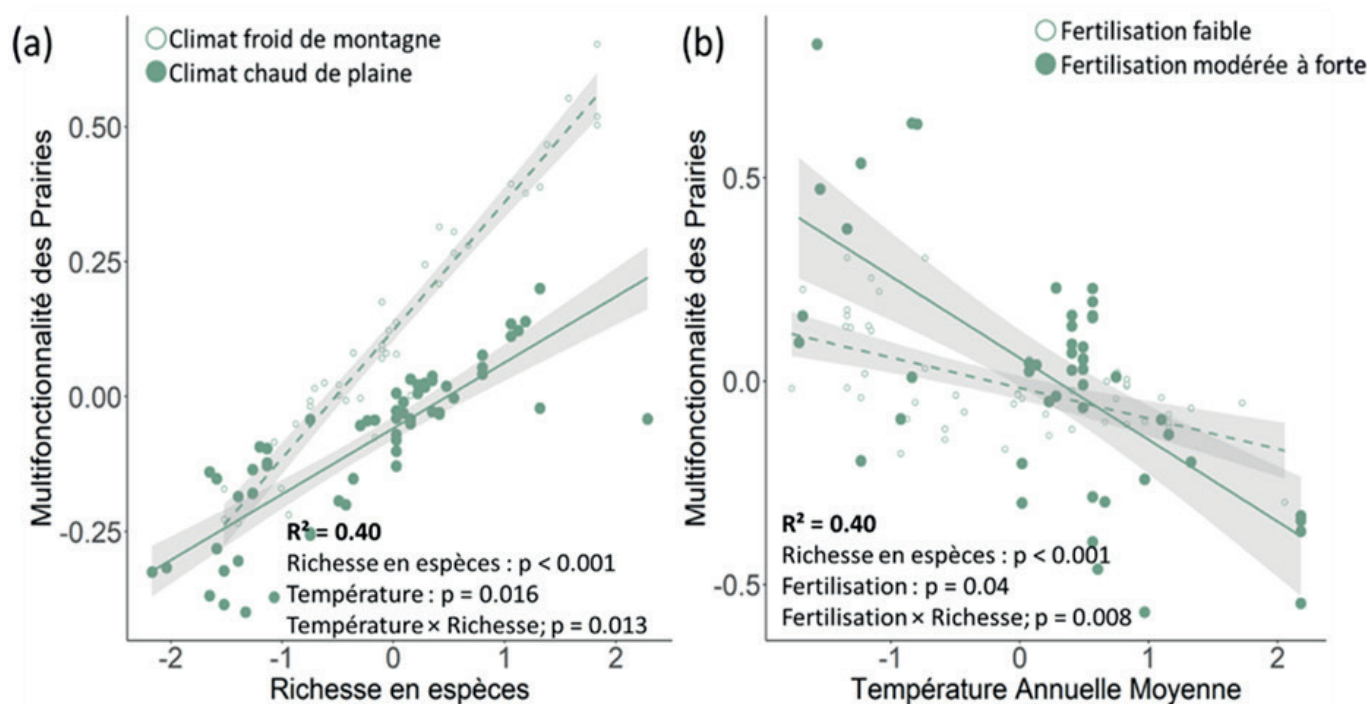 (a)
Climat froid de montagne
Climat chaud de plaine
Multifonctionnalité des Prairies
0.50
0.25
0.00
-0.25
R² = 0.40
Richesse en espèces : p < 0.001
Température : p = 0.016
Température × Richesse; p = 0.013
-2
-1
0
1
2
Richesse en espèces
(b)
Fertilisation faible
Fertilisation modérée à forte
Multifonctionnalité des Prairies
0.5
0.0
-0.5
R² = 0.40
Richesse en espèces : p < 0.001
Fertilisation : p = 0.04
Fertilisation × Richesse; p = 0.008
-1
0
1
2
Température Annuelle Moyenne